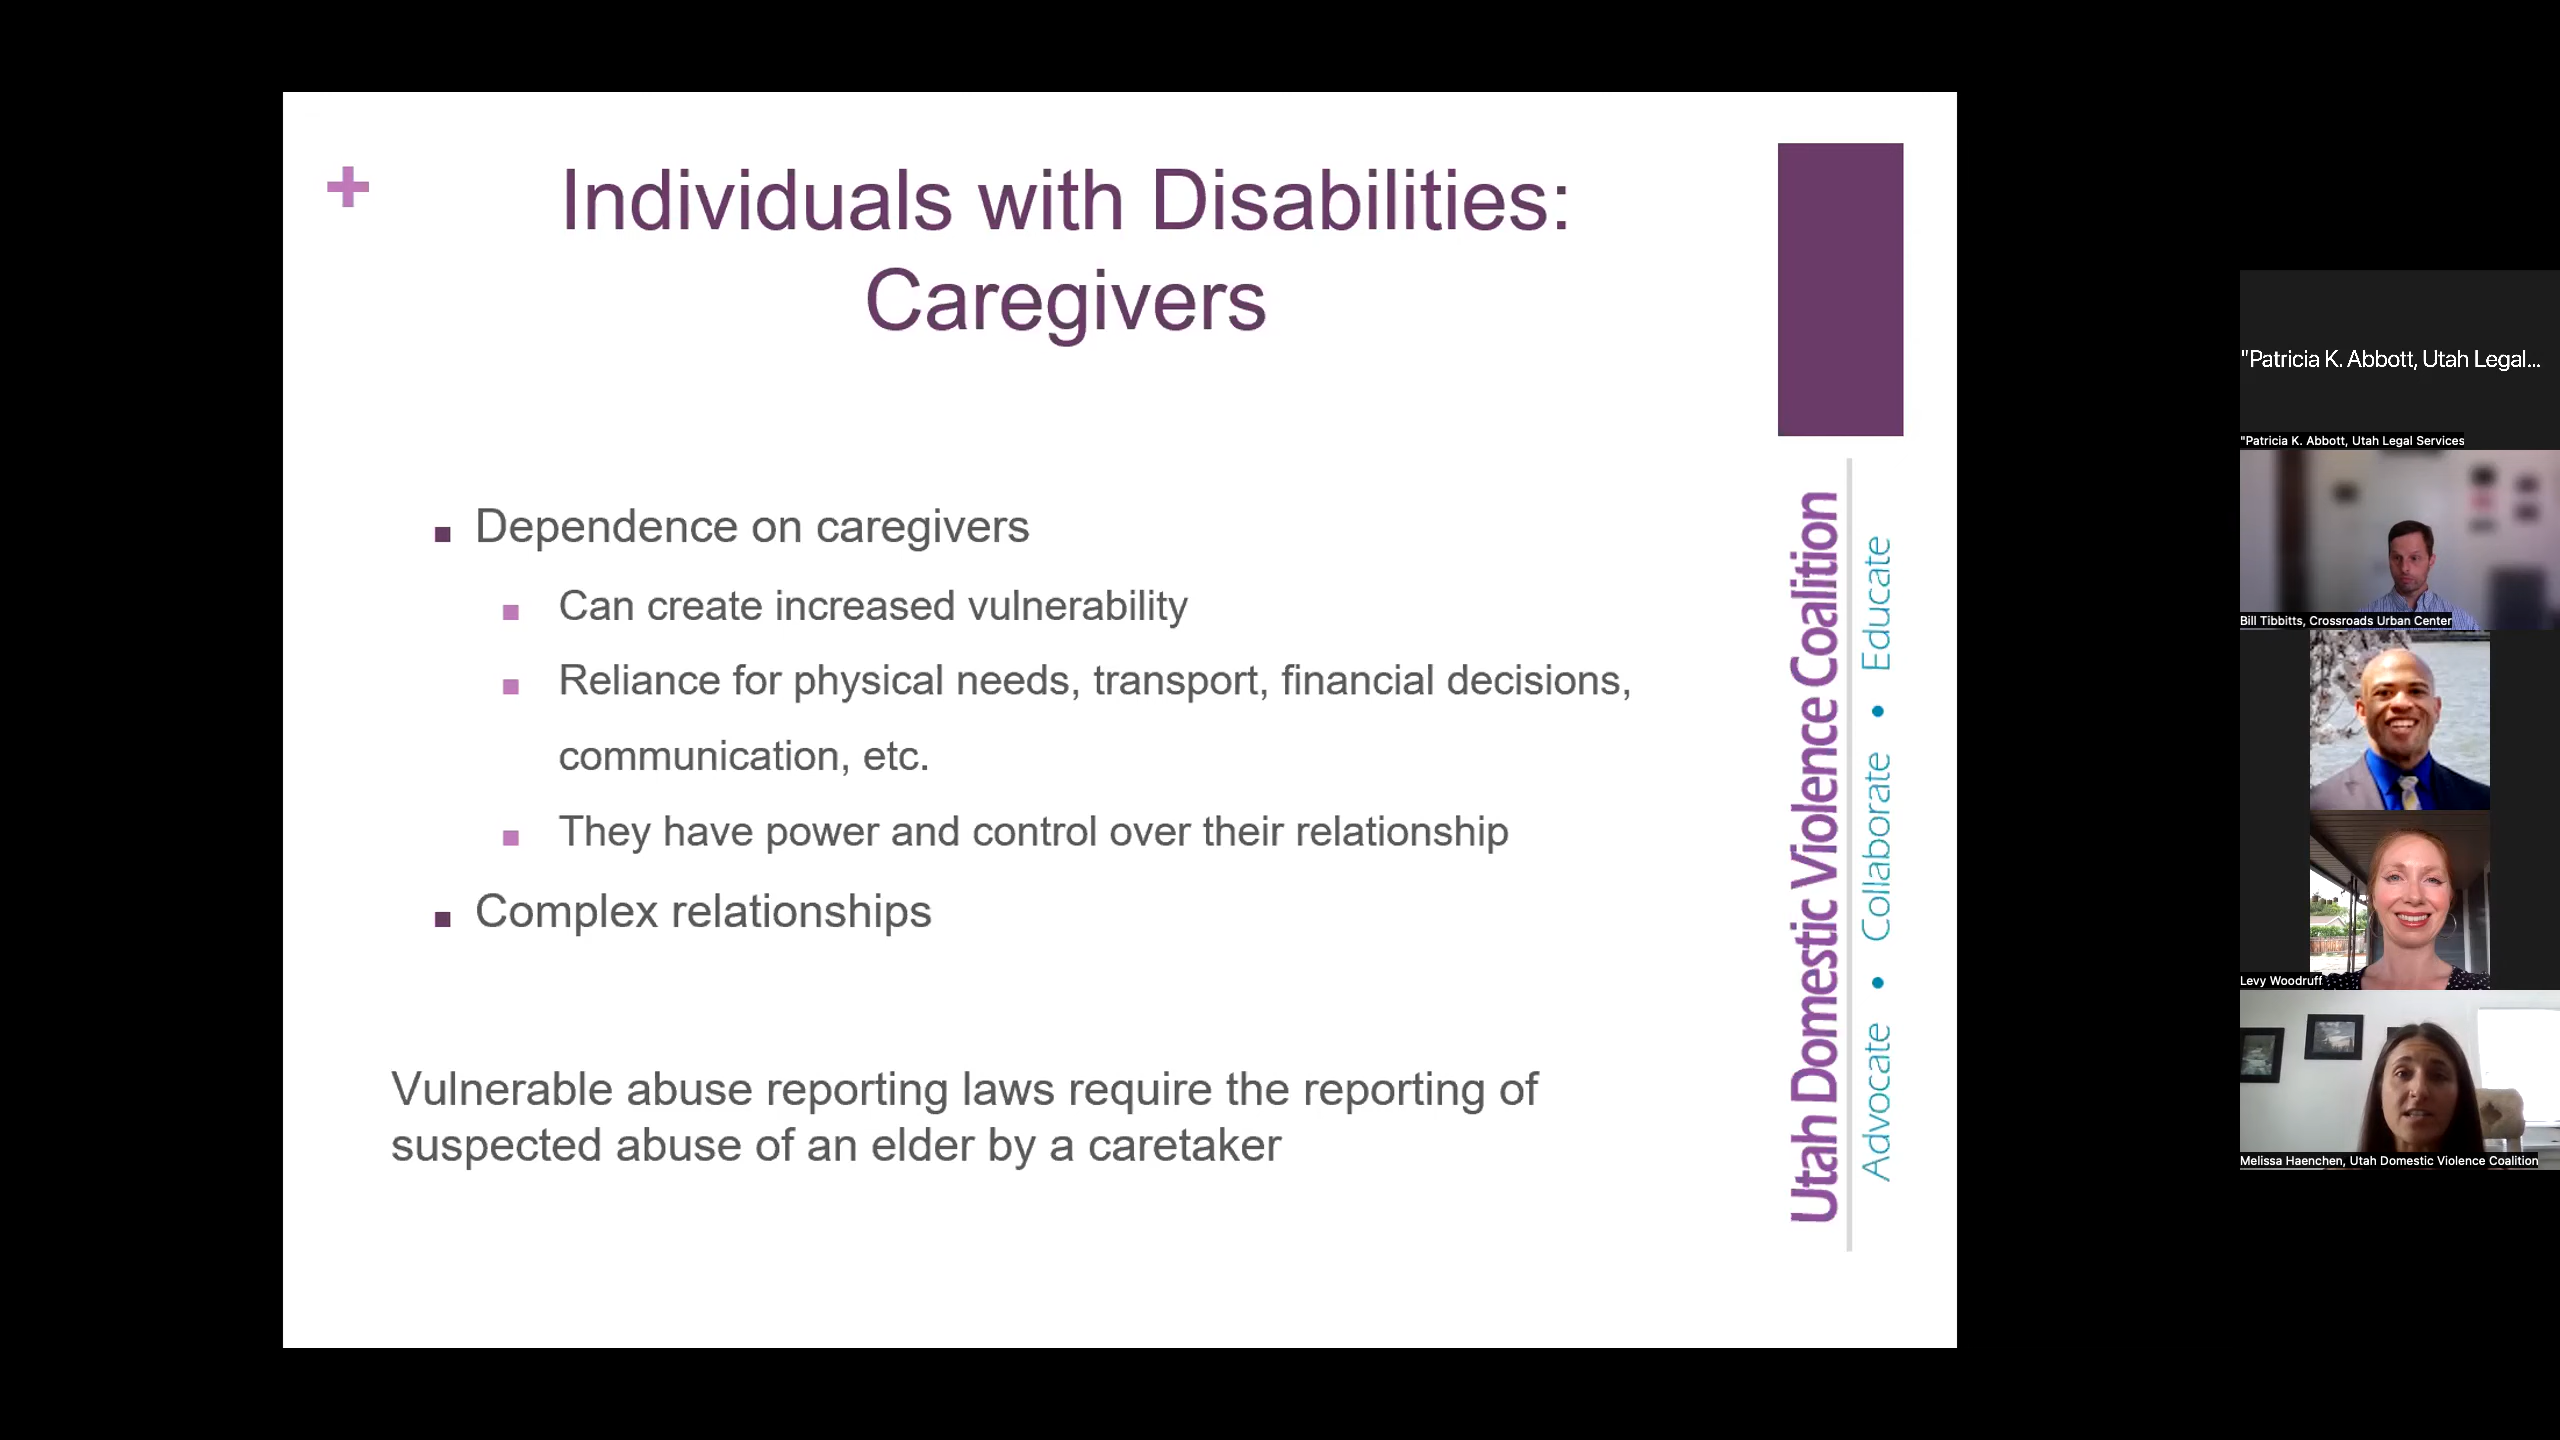 +
Individuals with Disabilities:
Caregivers
Dependence on caregivers
Can create increased vulnerability
Reliance for physical needs, transport, financial decisions,
communication, etc.
They have power and control over their relationship
Complex relationships
Vulnerable abuse reporting laws require the reporting of
suspected abuse of an elder by a caretaker
Utah Domestic Violence Coalition
Advocate • Collaborate • Educate
"Patricia K. Abbott, Utah Legal...
"Patricia K. Abbott, Utah Legal Services
Bill Tibbitts, Crossroads Urban Center
Levy Woodruff
Melissa Haenchen, Utah Domestic Violence Coalition